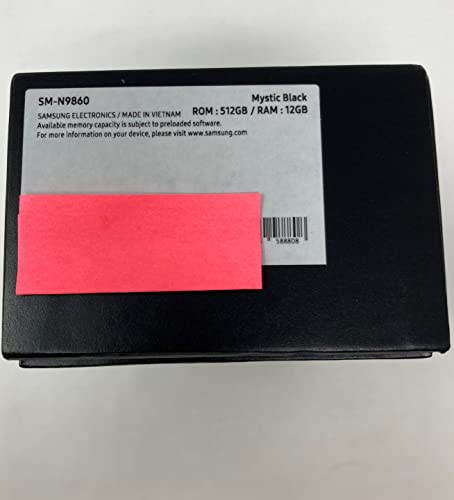 SM-N9860 Mystic Black
SAMSUNG ELECTRONICS / MADE IN VIETNAM ROM : 512GB / RAM : 12GB
Available memory capacity is subject to preloaded software.
For more information on your device, please visit www.samsung.com
588808